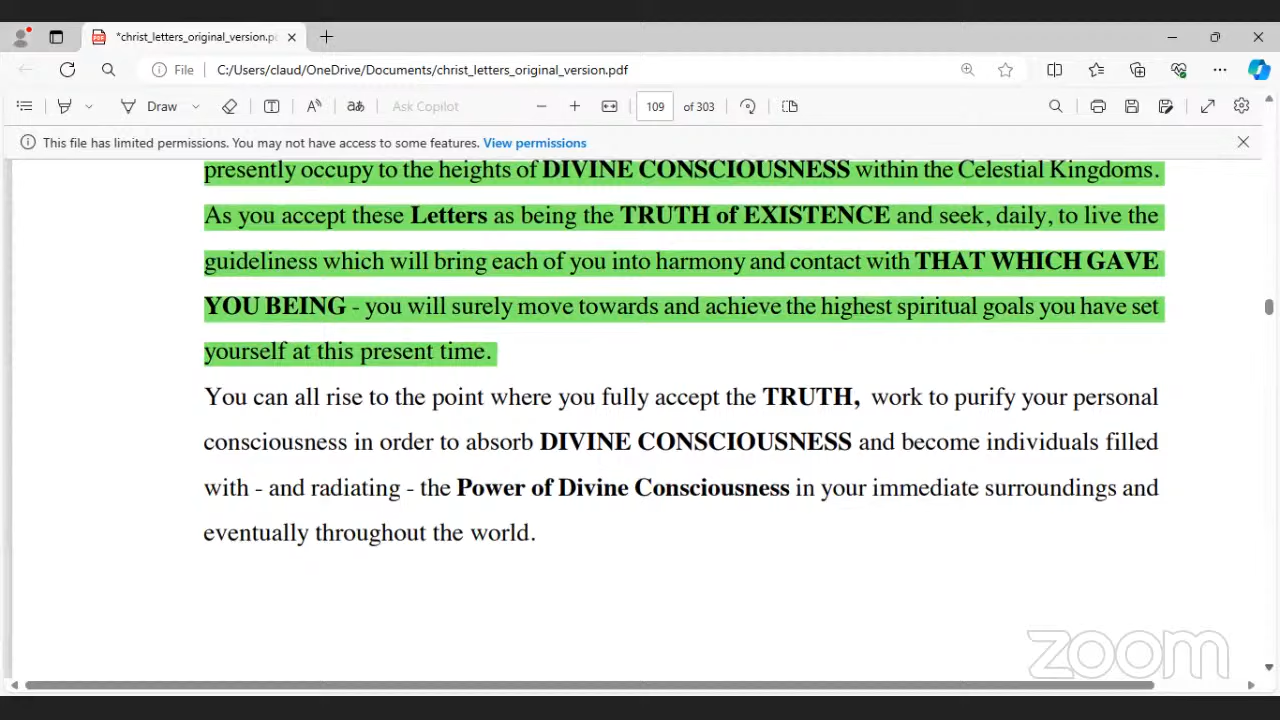 *christ_letters_original_version.p
File C:/Users/claud/OneDrive/Documents/christ_letters_original_version.pdf
Draw aあ Ask Copilot 109 of 303
This file has limited permissions. You may not have access to some features. View permissions
presently occupy to the heights of DIVINE CONSCIOUSNESS within the Celestial Kingdoms.
As you accept these Letters as being the TRUTH of EXISTENCE and seek, daily, to live the
guideliness which will bring each of you into harmony and contact with THAT WHICH GAVE
YOU BEING - you will surely move towards and achieve the highest spiritual goals you have set
yourself at this present time.
You can all rise to the point where you fully accept the TRUTH, work to purify your personal
consciousness in order to absorb DIVINE CONSCIOUSNESS and become individuals filled
with - and radiating - the Power of Divine Consciousness in your immediate surroundings and
eventually throughout the world.
zoom